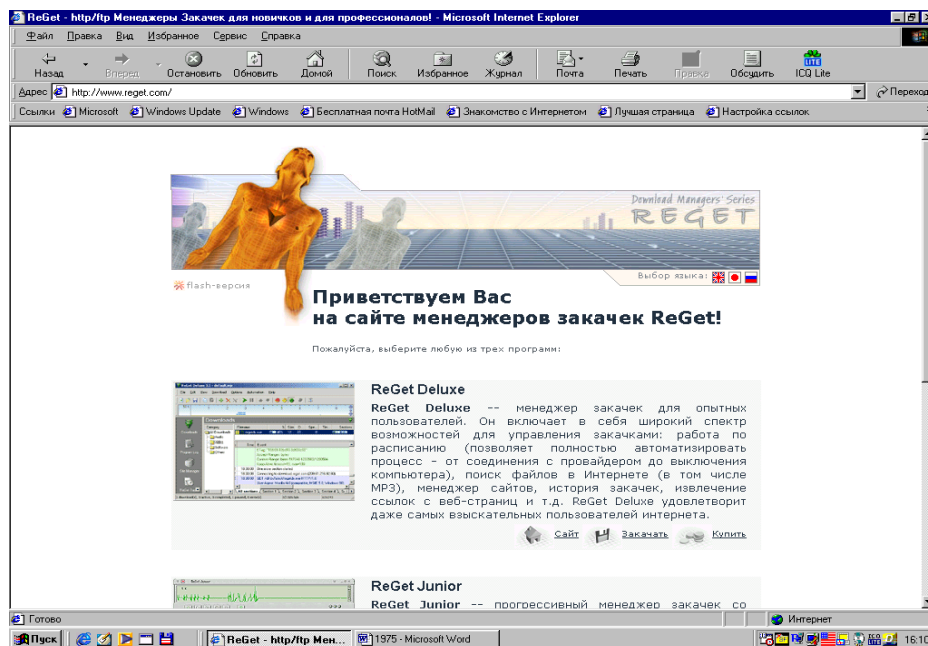 ReGet - http/ftp Менеджеры Закачек для новичков и для профессионалов! - Microsoft Internet Explorer
Файл Правка Вид Избранное Сервис Справка
Назад Вперед Остановить Обновить Домой Поиск Избранное Журнал Почта Печать Правка Обсудить ICQ Lite
Адрес http://www.reget.com/ Переход
Ссылки Microsoft Windows Update Windows Бесплатная почта HotMail Знакомство с Интернетом Лучшая страница Настройка ссылок
Download Managers' Series
REGET
Выбор языка:
flash-версия
Приветствуем Вас
на сайте менеджеров закачек ReGet!
Пожалуйста, выберите любую из трех программ:
ReGet Deluxe
ReGet Deluxe -- менеджер закачек для опытных
пользователей. Он включает в себя широкий спектр
возможностей для управления закачками: работа по
расписанию (позволяет полностью автоматизировать
процесс - от соединения с провайдером до выключения
компьютера), поиск файлов в Интернете (в том числе
MP3), менеджер сайтов, история закачек, извлечение
ссылок с веб-страниц и т.д. ReGet Deluxe удовлетворит
даже самых взыскательных пользователей интернета.
Сайт Закачать Купить
ReGet Junior
ReGet Junior -- прогрессивный менеджер закачек со
Готово Интернет
Пуск ReGet - http/ftp Мен... 1975 - Microsoft Word 16:10